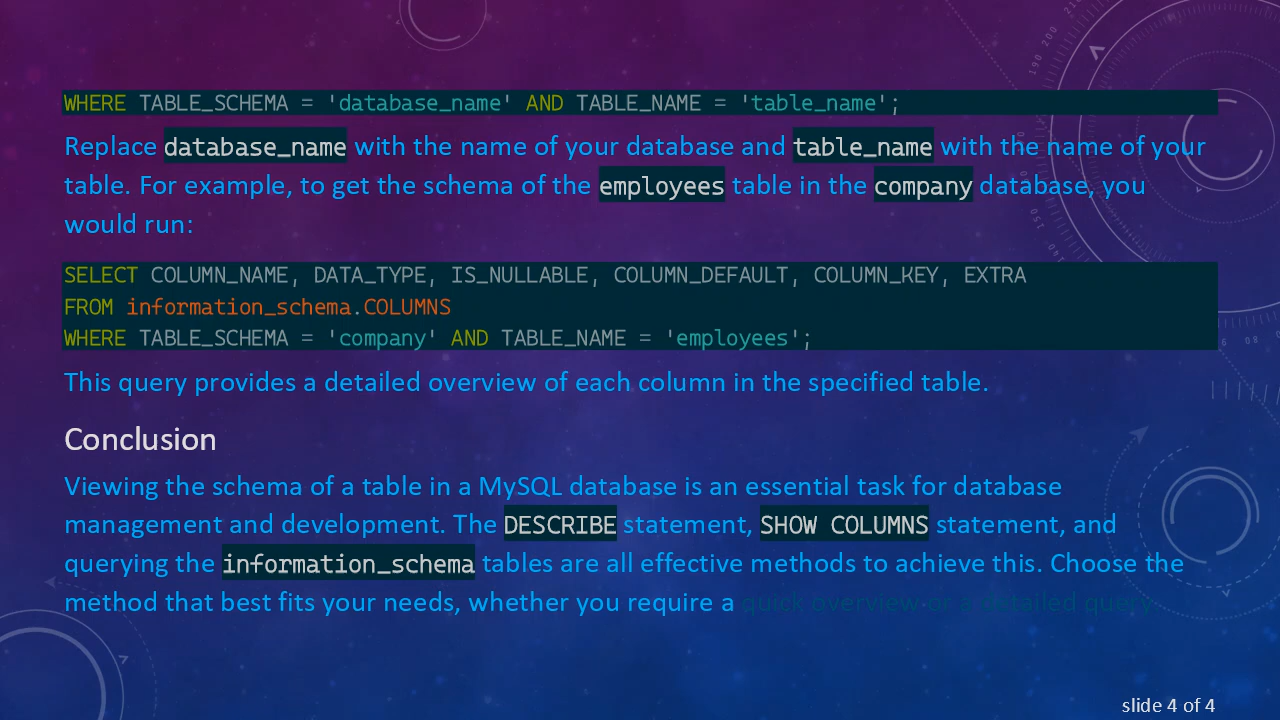 WHERE TABLE_SCHEMA = 'database_name' AND TABLE_NAME = 'table_name';
Replace database_name with the name of your database and table_name with the name of your
table. For example, to get the schema of the employees table in the company database, you
would run:
SELECT COLUMN_NAME, DATA_TYPE, IS_NULLABLE, COLUMN_DEFAULT, COLUMN_KEY, EXTRA
FROM information_schema.COLUMNS
WHERE TABLE_SCHEMA = 'company' AND TABLE_NAME = 'employees';
This query provides a detailed overview of each column in the specified table.
Conclusion
Viewing the schema of a table in a MySQL database is an essential task for database
management and development. The DESCRIBE statement, SHOW COLUMNS statement, and
querying the information_schema tables are all effective methods to achieve this. Choose the
method that best fits your needs, whether you require a quick overview or a detailed query.
slide 4 of 4